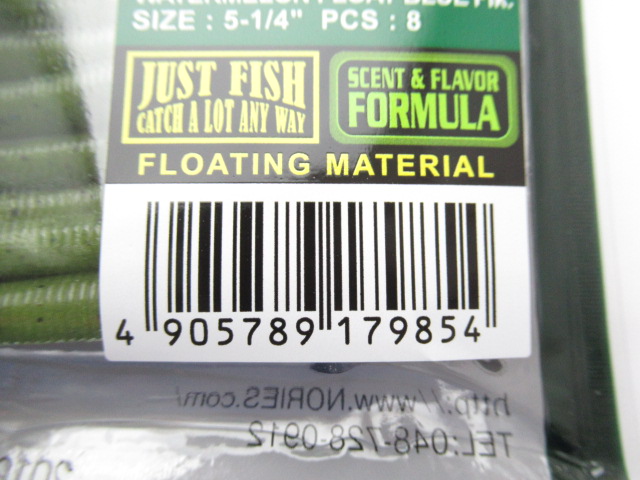 SIZE : 5-1/4" PCS : 8
JUST FISH
CATCH A LOT ANY WAY
SCENT & FLAVOR
FORMULA
FLOATING MATERIAL
4 905789 179854
http://www.NORIES.com/
TEL:048-728-0912